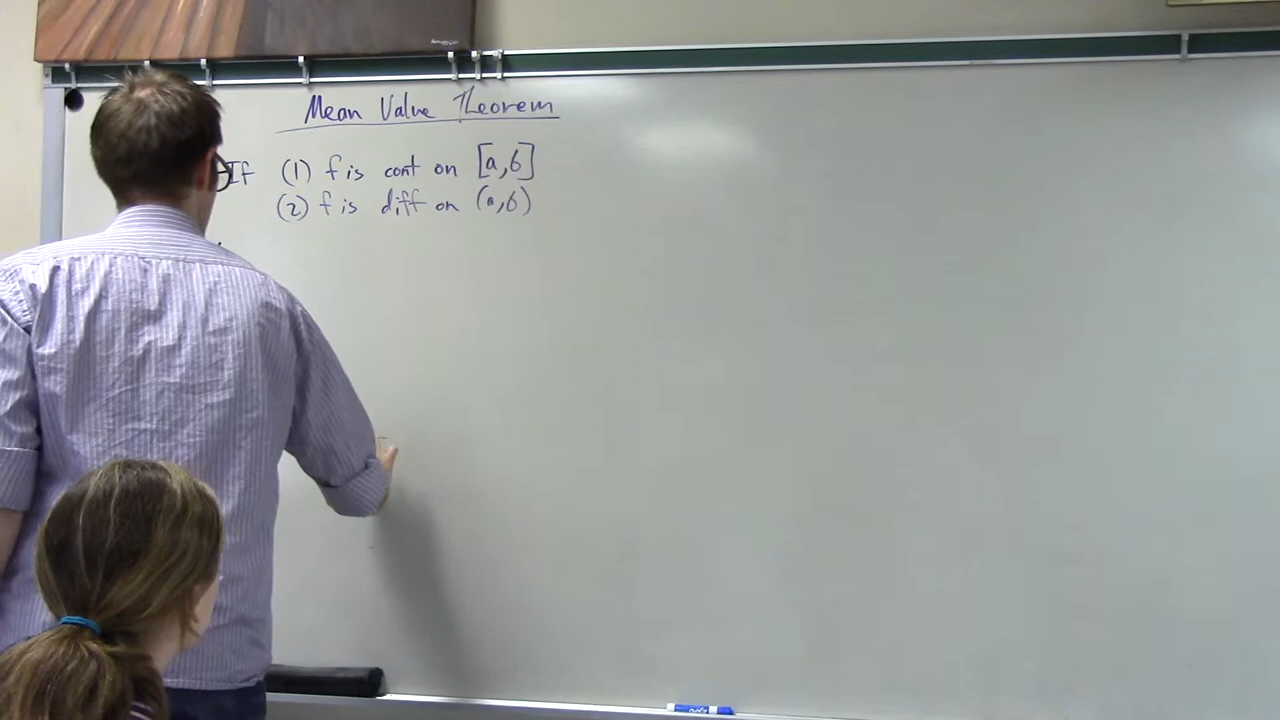 Mean Value Theorem
If (1) f is cont on [a,b]
(2) f is diff on (a,b)